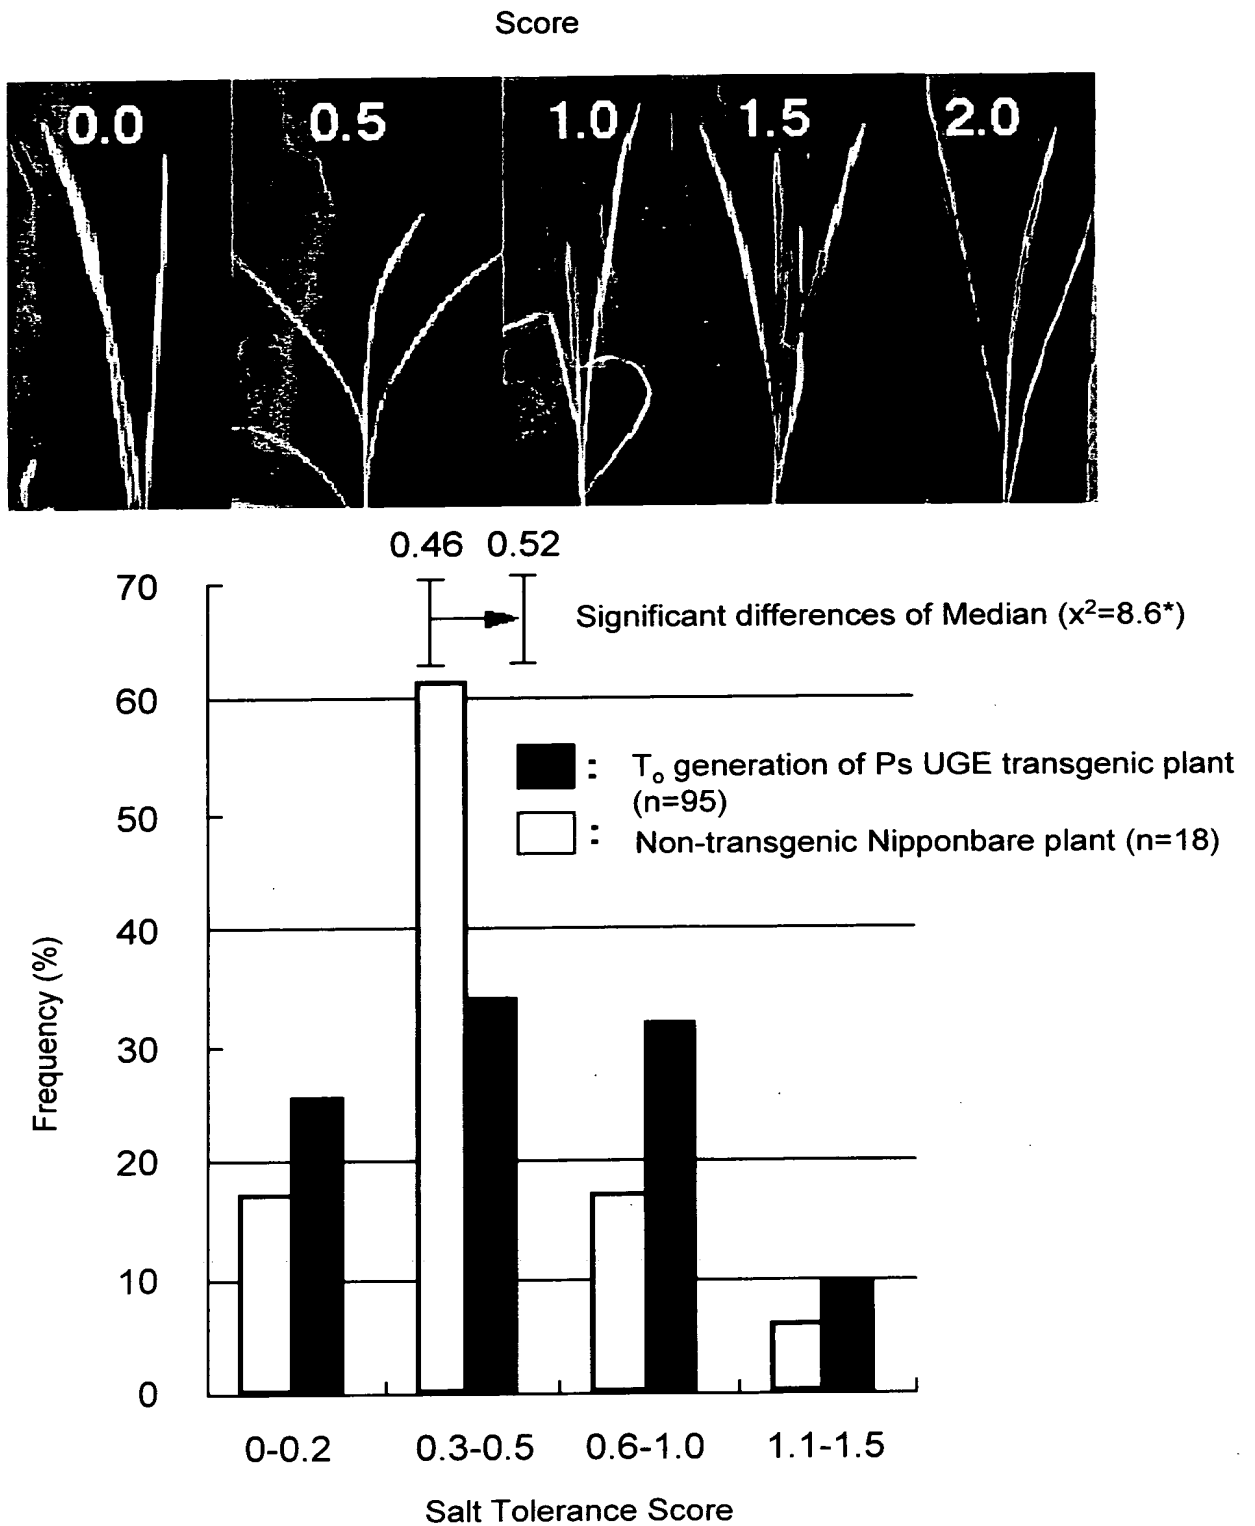 Score
0.0 0.5 1.0 1.5 2.0
0.46 0.52
Significant differences of Median (x²=8.6*)
70
60
50
40
30
20
10
0
Frequency (%)
: T₀ generation of Ps UGE transgenic plant
(n=95)
: Non-transgenic Nipponbare plant (n=18)
0-0.2 0.3-0.5 0.6-1.0 1.1-1.5
Salt Tolerance Score